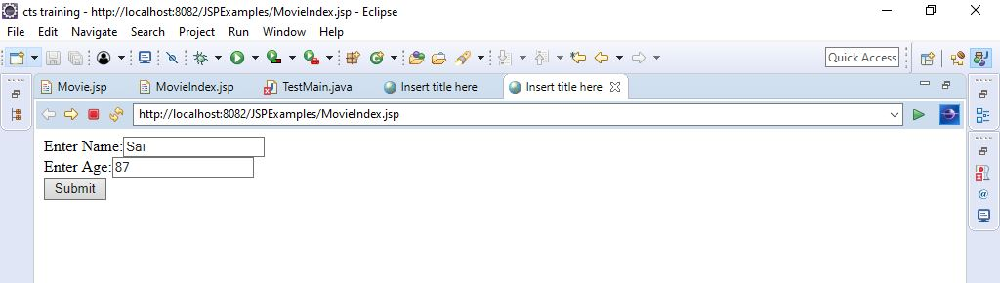 cts training - http://localhost:8082/JSPExamples/MovieIndex.jsp - Eclipse
File Edit Navigate Search Project Run Window Help
Quick Access
Movie.jsp MovieIndex.jsp TestMain.java Insert title here Insert title here
http://localhost:8082/JSPExamples/MovieIndex.jsp
Enter Name:Sai
Enter Age:87
Submit